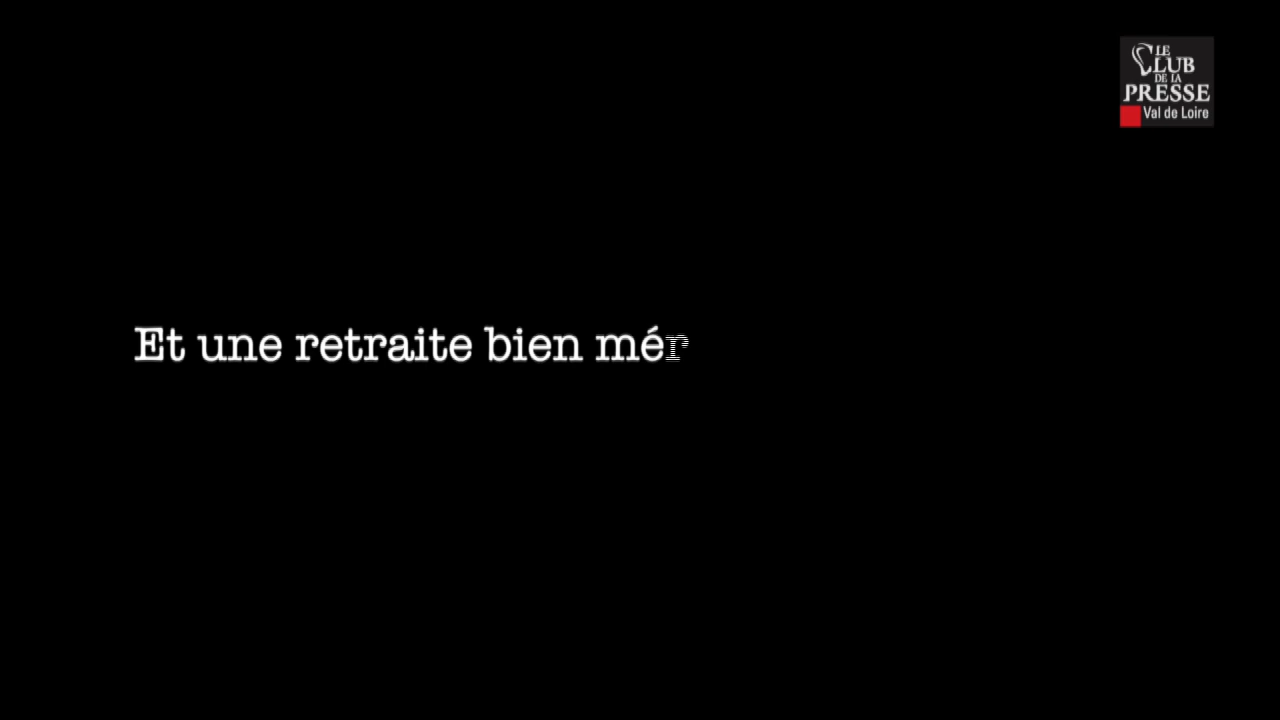 Et une retraite bien mér
LE
CLUB
DE LA
PRESSE
Val de Loire